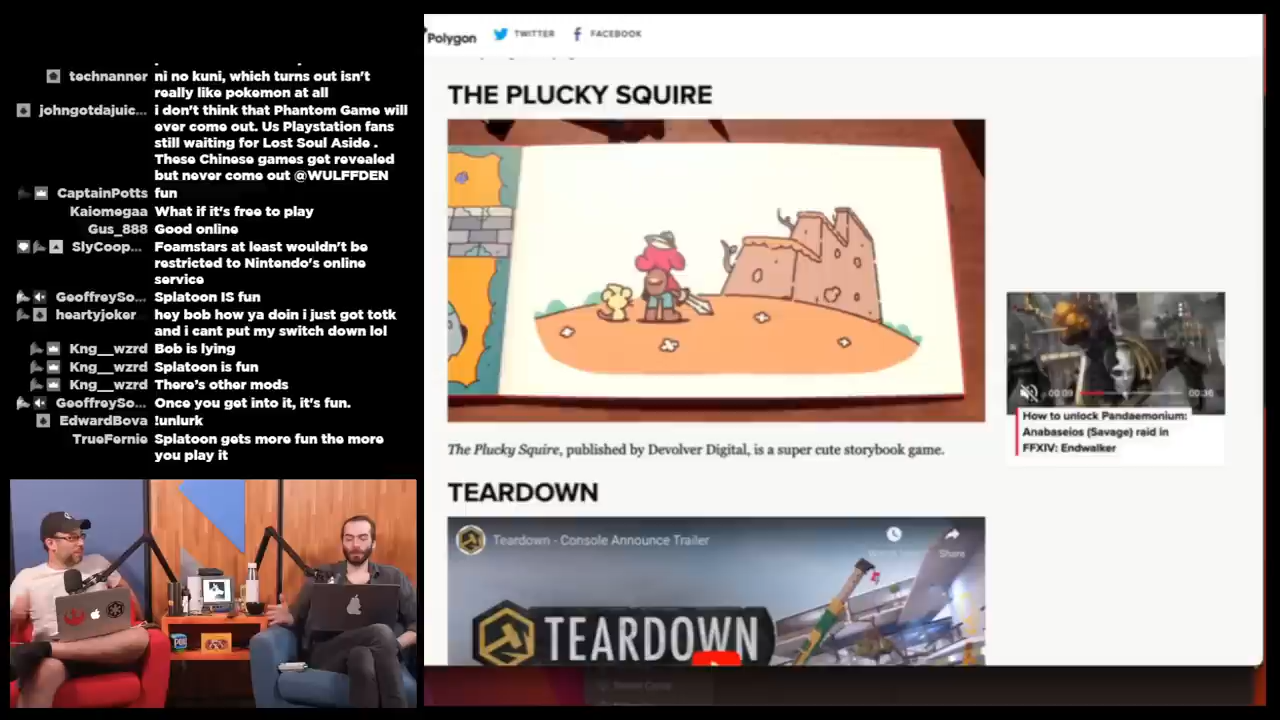 technanner ni no kuni, which turns out isn't
really like pokemon at all
johngotdajuic... i don't think that Phantom Game will
ever come out. Us Playstation fans
still waiting for Lost Soul Aside .
These Chinese games get revealed
but never come out @WULFFDEN
CaptainPotts fun
Kaiomegaa What if it's free to play
Gus_888 Good online
SlyCoop... Foamstars at least wouldn't be
restricted to Nintendo's online
service
GeoffreySo... Splatoon IS fun
heartyjoker hey bob how ya doin i just got totk
and i cant put my switch down lol
Kng__wzrd Bob is lying
Kng__wzrd Splatoon is fun
Kng__wzrd There's other mods
GeoffreySo... Once you get into it, it's fun.
EdwardBova !unlurk
TrueFernie Splatoon gets more fun the more
you play it
Polygon TWITTER FACEBOOK
THE PLUCKY SQUIRE
The Plucky Squire, published by Devolver Digital, is a super cute storybook game.
TEARDOWN
Teardown - Console Announce Trailer
Share
TEARDOWN
00:09 00:36
How to unlock Pandaemonium:
Anabaseios (Savage) raid in
FFXIV: Endwalker